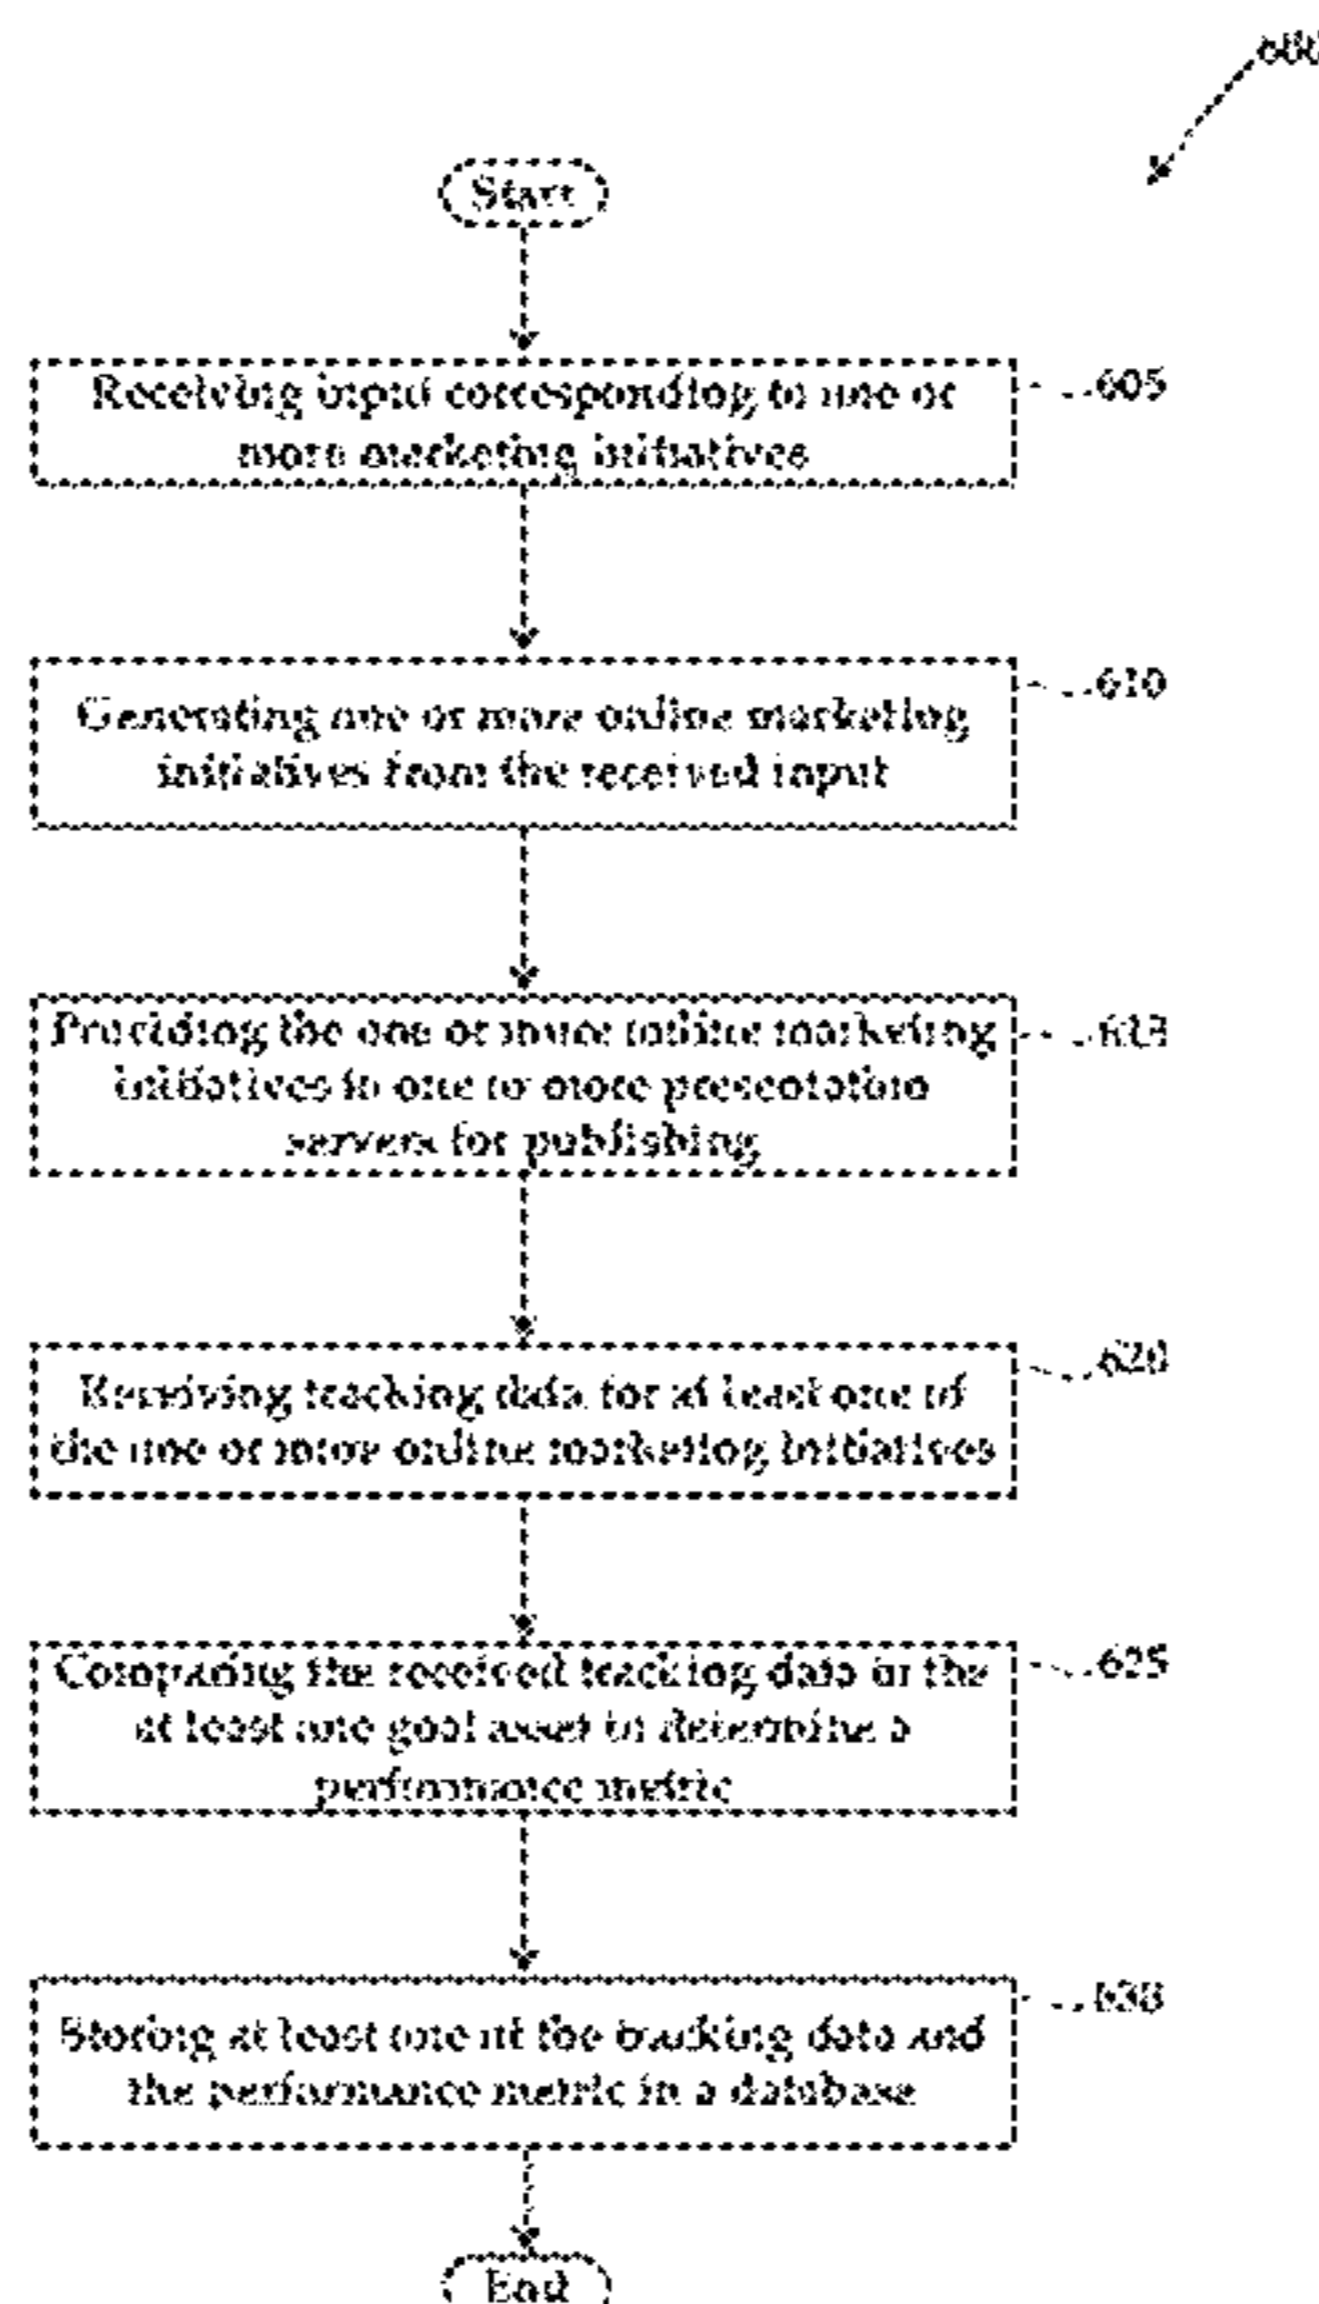 600
Start
Receiving input corresponding to one or
more marketing initiatives
605
Generating one or more online marketing
initiatives from the received input
610
Providing the one or more online marketing
initiatives to one or more presentation
servers for publishing
615
Receiving tracking data for at least one of
the one or more online marketing initiatives
620
Comparing the received tracking data to the
at least one goal asset to determine a
performance metric
625
Storing at least one of the tracking data and
the performance metric in a database
630
End